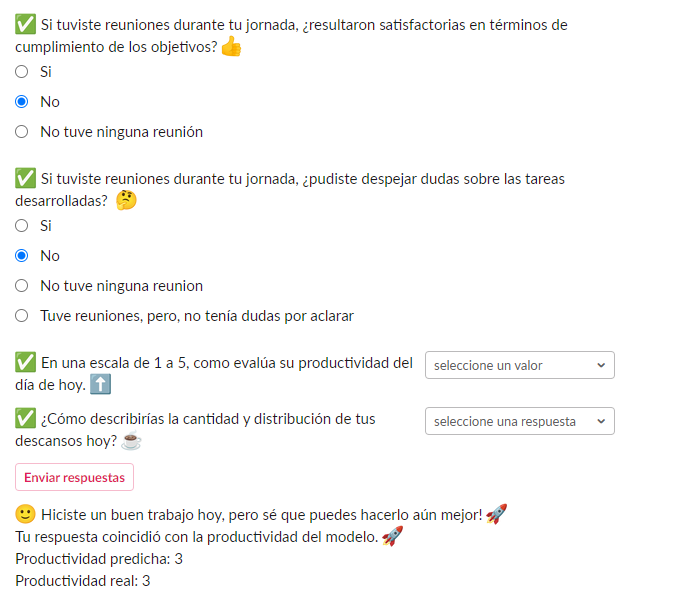 ✅ Si tuviste reuniones durante tu jornada, ¿resultaron satisfactorias en términos de
cumplimiento de los objetivos? 👍
Si
No
No tuve ninguna reunión
✅ Si tuviste reuniones durante tu jornada, ¿pudiste despejar dudas sobre las tareas
desarrolladas? 🤔
Si
No
No tuve ninguna reunion
Tuve reuniones, pero, no tenía dudas por aclarar
✅ En una escala de 1 a 5, como evalúa su productividad del
día de hoy. ⬆️
seleccione un valor
✅ ¿Cómo describirías la cantidad y distribución de tus
descansos hoy? ☕
seleccione una respuesta
Enviar respuestas
🙂 Hiciste un buen trabajo hoy, pero sé que puedes hacerlo aún mejor! 🚀
Tu respuesta coincidió con la productividad del modelo. 🚀
Productividad predicha: 3
Productividad real: 3